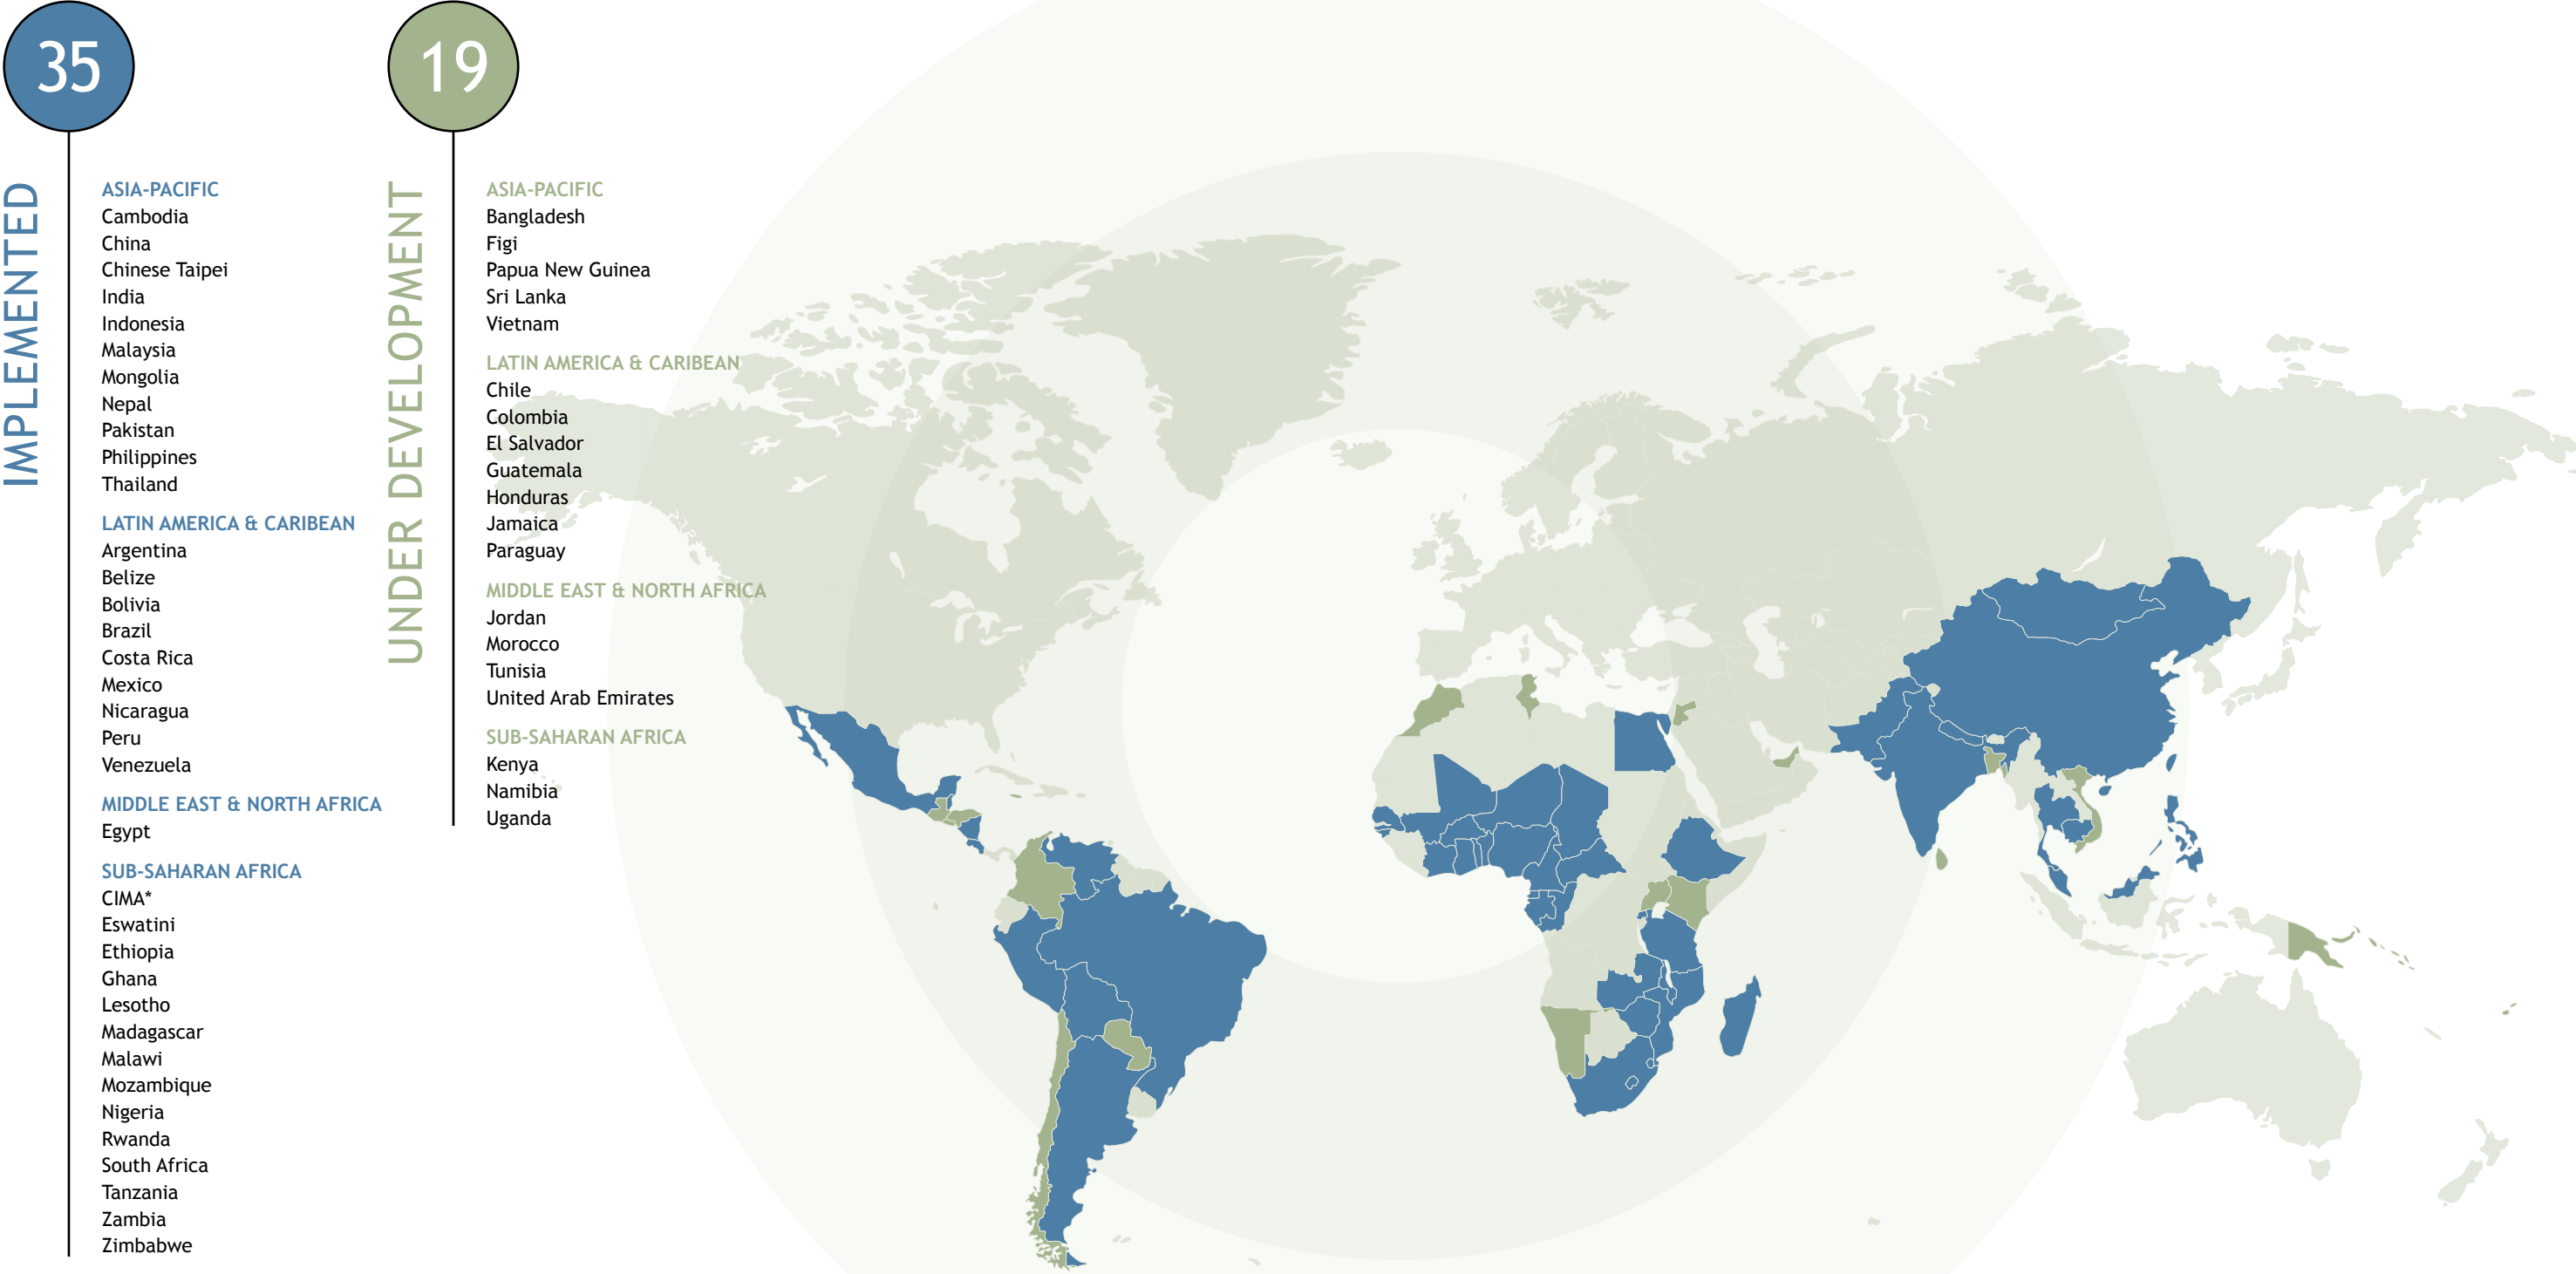 35
IMPLEMENTED
ASIA-PACIFIC
Cambodia
China
Chinese Taipei
India
Indonesia
Malaysia
Mongolia
Nepal
Pakistan
Philippines
Thailand
LATIN AMERICA & CARIBEAN
Argentina
Belize
Bolivia
Brazil
Costa Rica
Mexico
Nicaragua
Peru
Venezuela
MIDDLE EAST & NORTH AFRICA
Egypt
SUB-SAHARAN AFRICA
CIMA*
Eswatini
Ethiopia
Ghana
Lesotho
Madagascar
Malawi
Mozambique
Nigeria
Rwanda
South Africa
Tanzania
Zambia
Zimbabwe
19
UNDER DEVELOPMENT
ASIA-PACIFIC
Bangladesh
Figi
Papua New Guinea
Sri Lanka
Vietnam
LATIN AMERICA & CARIBEAN
Chile
Colombia
El Salvador
Guatemala
Honduras
Jamaica
Paraguay
MIDDLE EAST & NORTH AFRICA
Jordan
Morocco
Tunisia
United Arab Emirates
SUB-SAHARAN AFRICA
Kenya
Namibia
Uganda